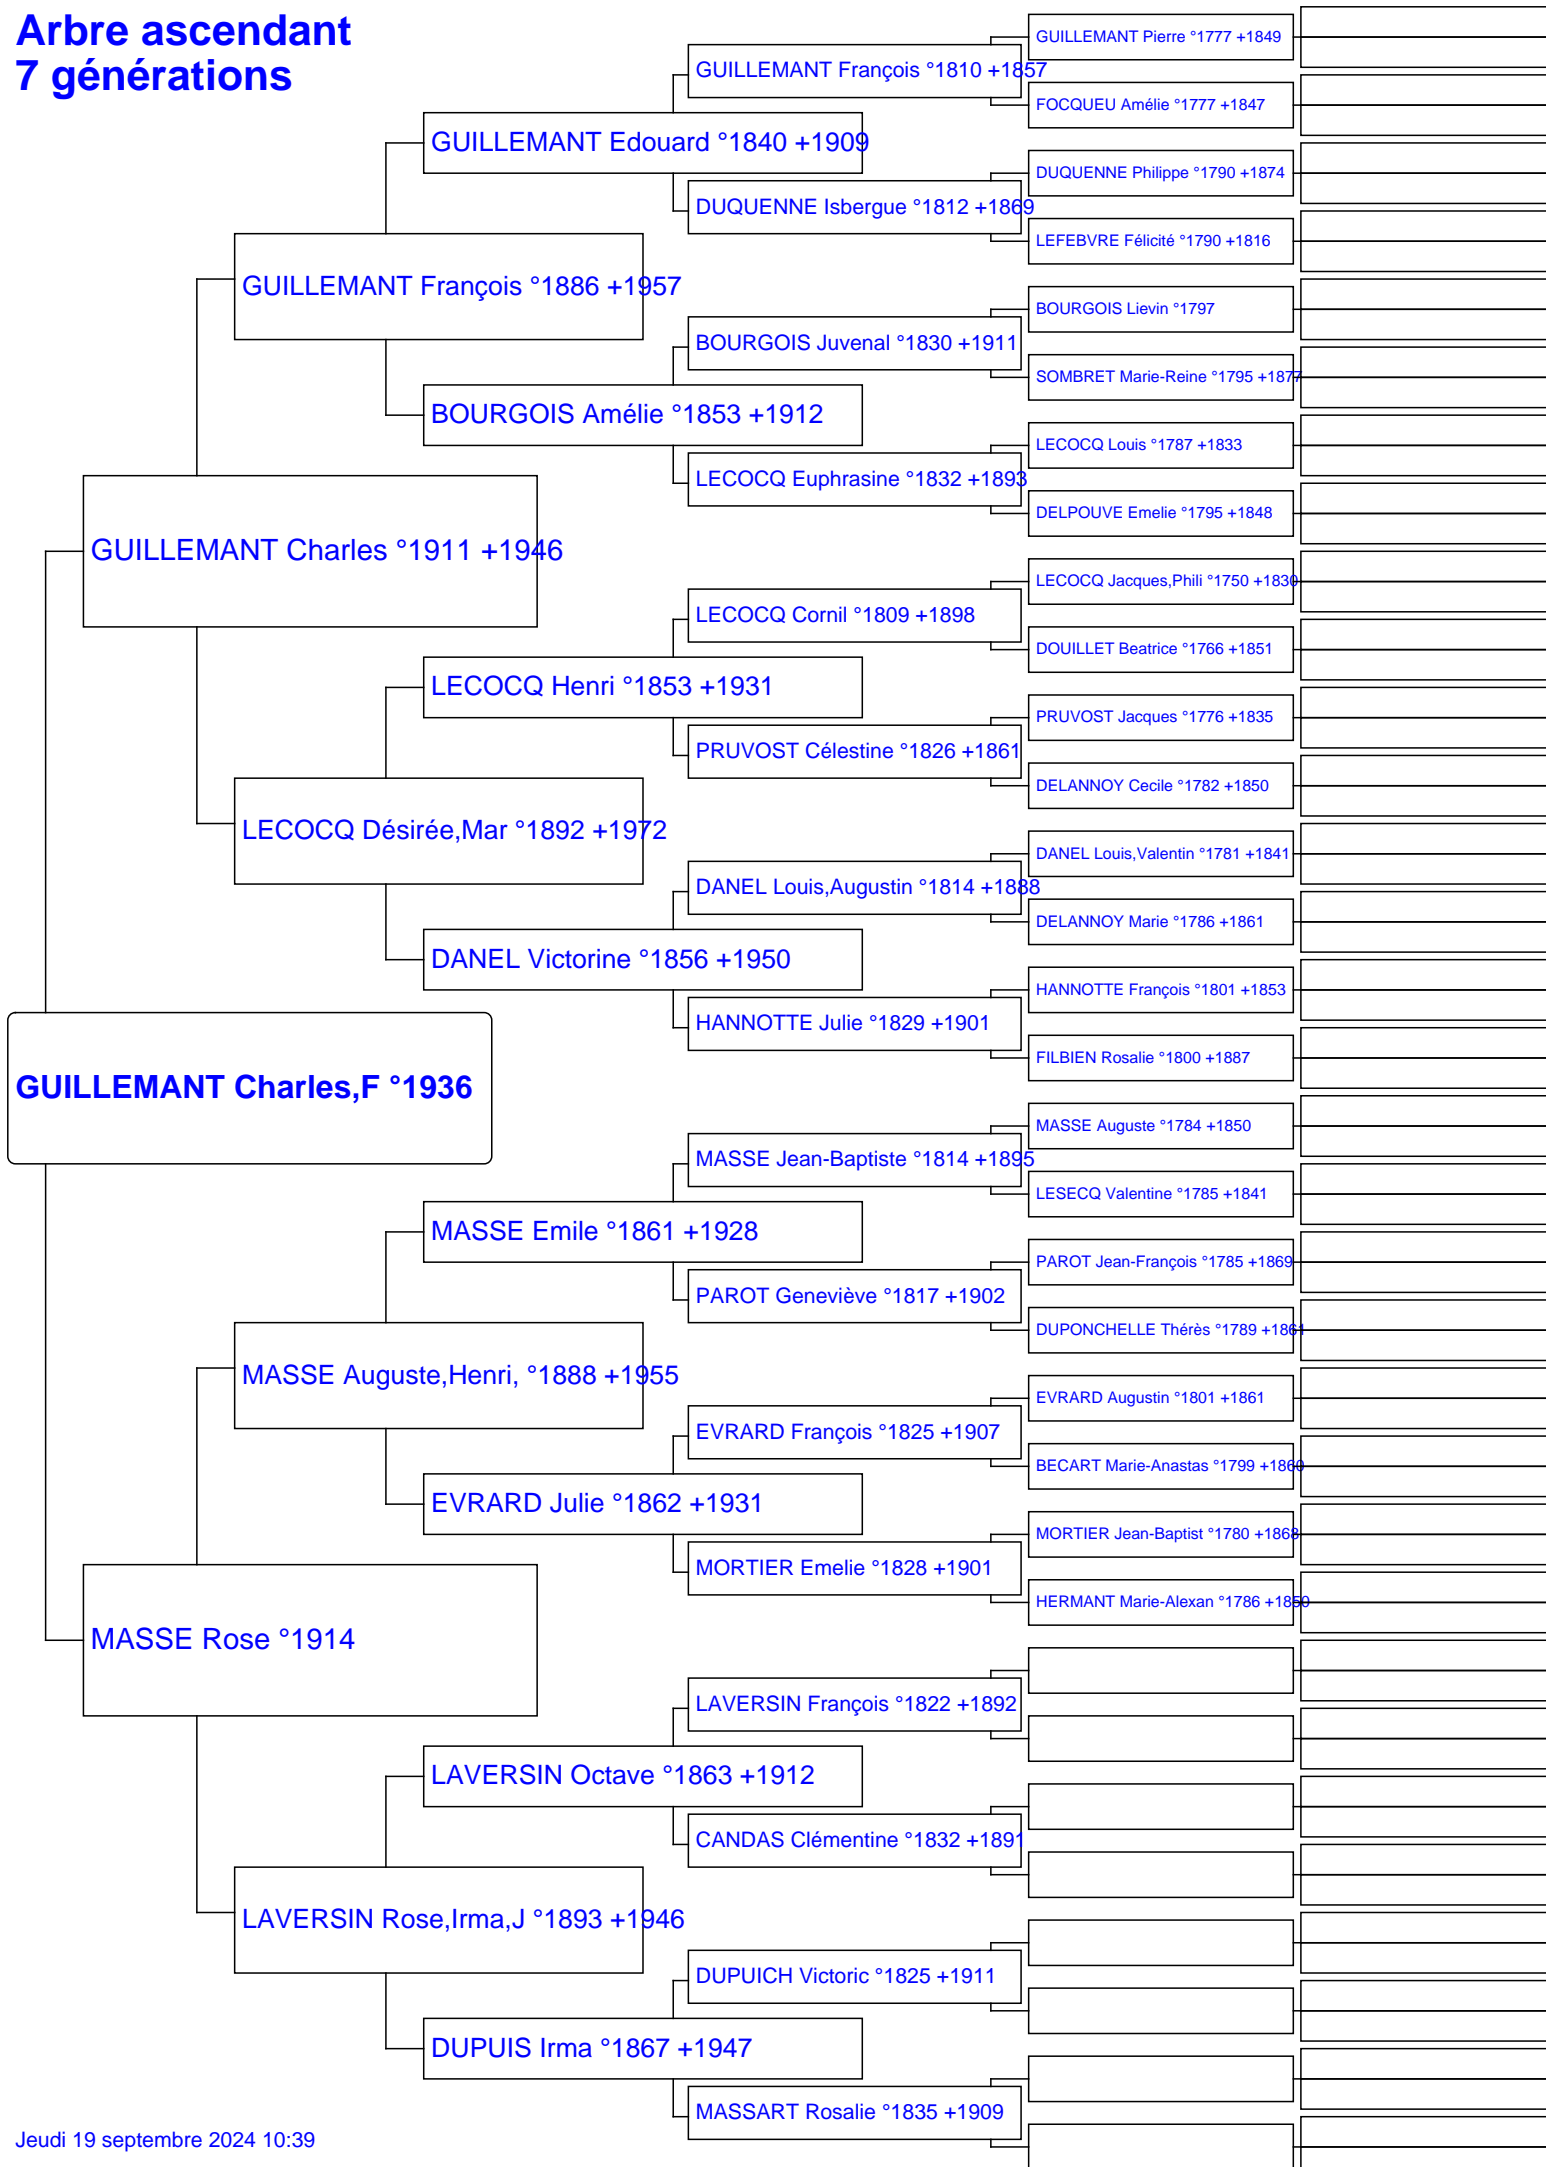 Arbre ascendant
7 générations
GUILLEMANT Pierre °1777 +1849
GUILLEMANT François °1810 +1857
FOCQUEU Amélie °1777 +1847
GUILLEMANT Edouard °1840 +1909
DUQUENNE Philippe °1790 +1874
DUQUENNE Isbergue °1812 +1869
LEFEBVRE Félicité °1790 +1816
GUILLEMANT François °1886 +1957
BOURGOIS Lievin °1797
BOURGOIS Juvenal °1830 +1911
SOMBRET Marie-Reine °1795 +1877
BOURGOIS Amélie °1853 +1912
LECOCQ Louis °1787 +1833
LECOCQ Euphrasine °1832 +1893
DELPOUVE Emelie °1795 +1848
GUILLEMANT Charles °1911 +1946
LECOCQ Jacques,Phili °1750 +1830
LECOCQ Cornil °1809 +1898
DOUILLET Beatrice °1766 +1851
LECOCQ Henri °1853 +1931
PRUVOST Jacques °1776 +1835
PRUVOST Célestine °1826 +1861
DELANNOY Cecile °1782 +1850
LECOCQ Désirée,Mar °1892 +1972
DANEL Louis,Valentin °1781 +1841
DANEL Louis,Augustin °1814 +1888
DELANNOY Marie °1786 +1861
DANEL Victorine °1856 +1950
HANNOTTE François °1801 +1853
HANNOTTE Julie °1829 +1901
FILBIEN Rosalie °1800 +1887
GUILLEMANT Charles,F °1936
MASSE Auguste °1784 +1850
MASSE Jean-Baptiste °1814 +1895
LESECQ Valentine °1785 +1841
MASSE Emile °1861 +1928
PAROT Jean-François °1785 +1869
PAROT Geneviève °1817 +1902
DUPONCHELLE Thérès °1789 +1861
MASSE Auguste,Henri, °1888 +1955
EVRARD Augustin °1801 +1861
EVRARD François °1825 +1907
BECART Marie-Anastas °1799 +1860
EVRARD Julie °1862 +1931
MORTIER Jean-Baptist °1780 +1868
MORTIER Emelie °1828 +1901
HERMANT Marie-Alexan °1786 +1850
MASSE Rose °1914
LAVERSIN François °1822 +1892
LAVERSIN Octave °1863 +1912
CANDAS Clémentine °1832 +1891
LAVERSIN Rose,Irma,J °1893 +1946
DUPUICH Victoric °1825 +1911
DUPUIS Irma °1867 +1947
MASSART Rosalie °1835 +1909
Jeudi 19 septembre 2024 10:39